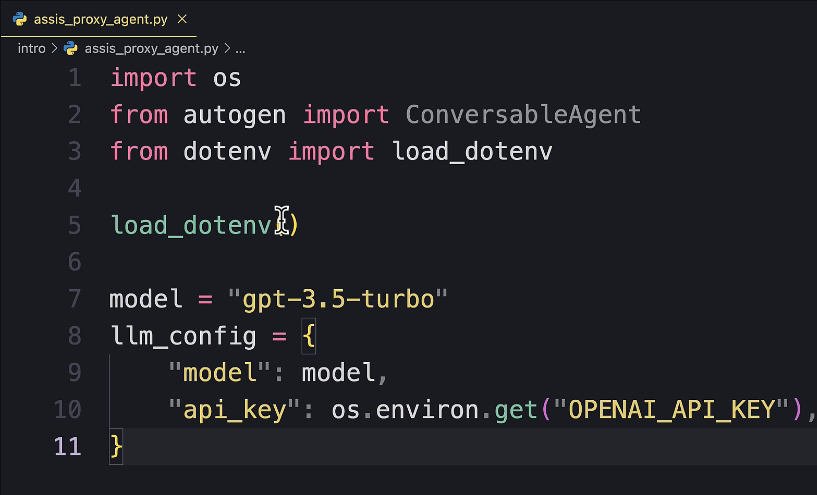 assis_proxy_agent.py ×
intro > assis_proxy_agent.py > ...
1 import os
2 from autogen import ConversableAgent
3 from dotenv import load_dotenv
4
5 load_dotenv()
6
7 model = "gpt-3.5-turbo"
8 llm_config = {
9     "model": model,
10     "api_key": os.environ.get("OPENAI_API_KEY"),
11 }